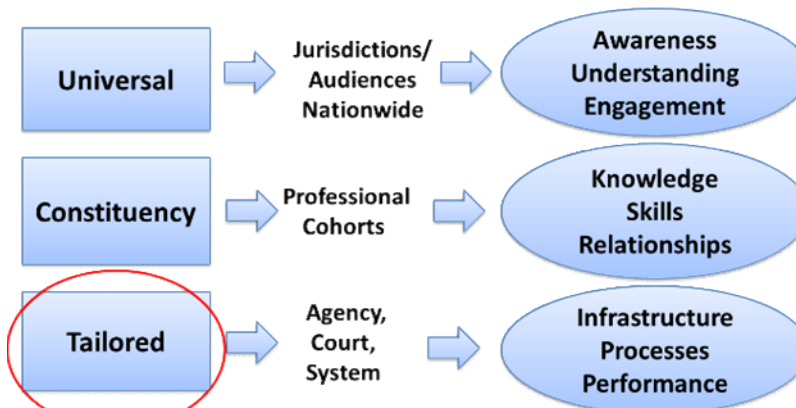 Universal
Jurisdictions/
Audiences
Nationwide
Awareness
Understanding
Engagement
Constituency
Professional
Cohorts
Knowledge
Skills
Relationships
Tailored
Agency,
Court,
System
Infrastructure
Processes
Performance